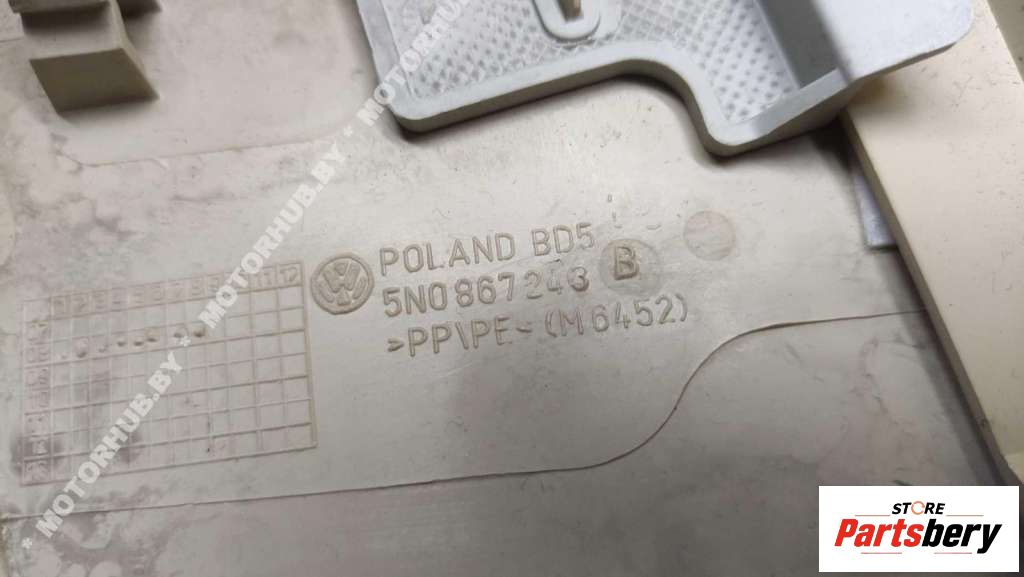 POLAND BD5
5N0 867 243 B
>PP\PE-(M6452)
* MOTORHUB.BY * MOTORHUB.BY * MOTORHUB.BY
STORE
Partsbery